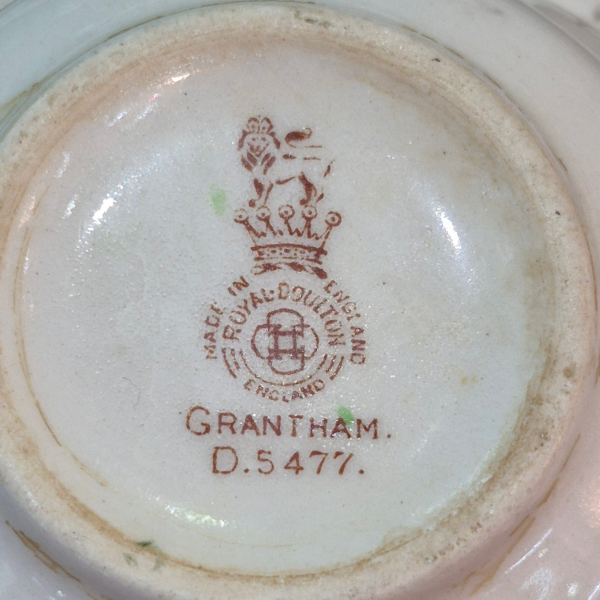 MADE IN ENGLAND
ROYAL·DOULTON
ENGLAND
GRANTHAM.
D.5477.